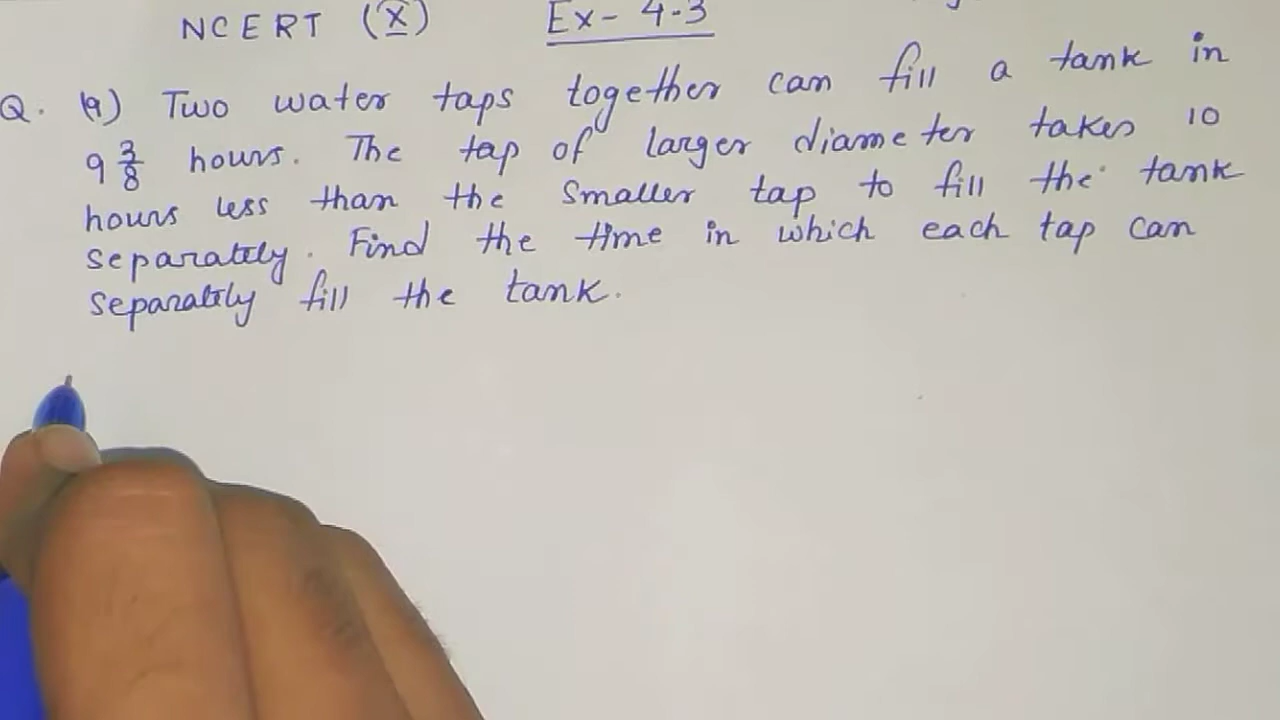 NCERT (X) Ex- 4.3
Q. (9) Two water taps together can fill a tank in
9 3/8 hours. The tap of larger diameter takes 10
hours less than the smaller tap to fill the tank
separately. Find the time in which each tap can
separately fill the tank.